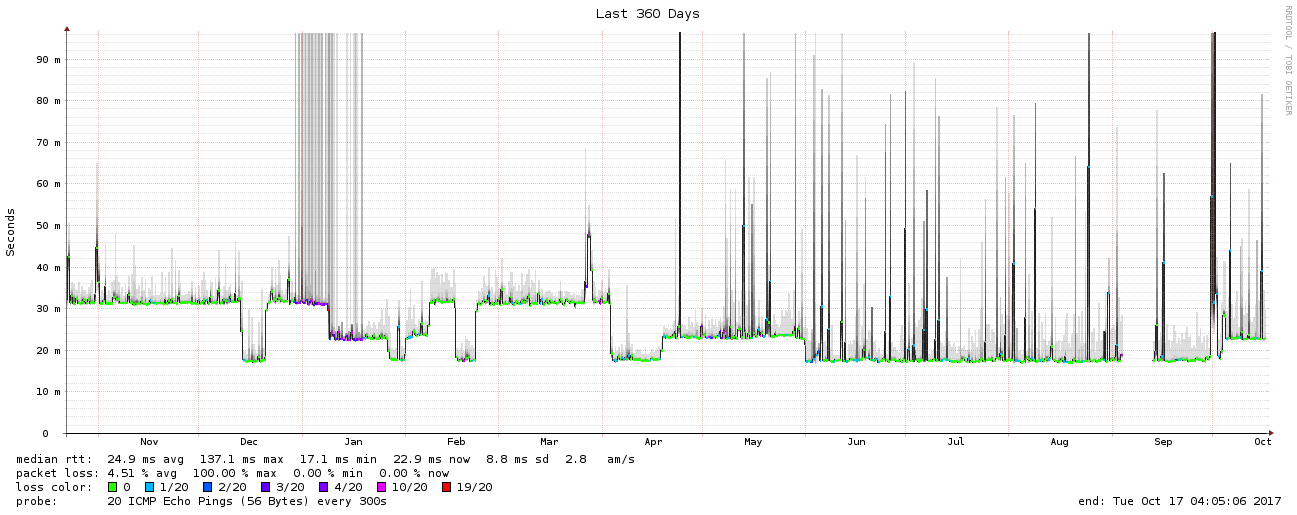 Last 360 Days
RRDTOOL / TOBI OETIKER
Seconds
90 m
80 m
70 m
60 m
50 m
40 m
30 m
20 m
10 m
0
Nov Dec Jan Feb Mar Apr May Jun Jul Aug Sep Oct
median rtt: 24.9 ms avg 137.1 ms max 17.1 ms min 22.9 ms now 8.8 ms sd 2.8 am/s
packet loss: 4.51 % avg 100.00 % max 0.00 % min 0.00 % now
loss color: 0 1/20 2/20 3/20 4/20 10/20 19/20
probe: 20 ICMP Echo Pings (56 Bytes) every 300s end: Tue Oct 17 04:05:06 2017